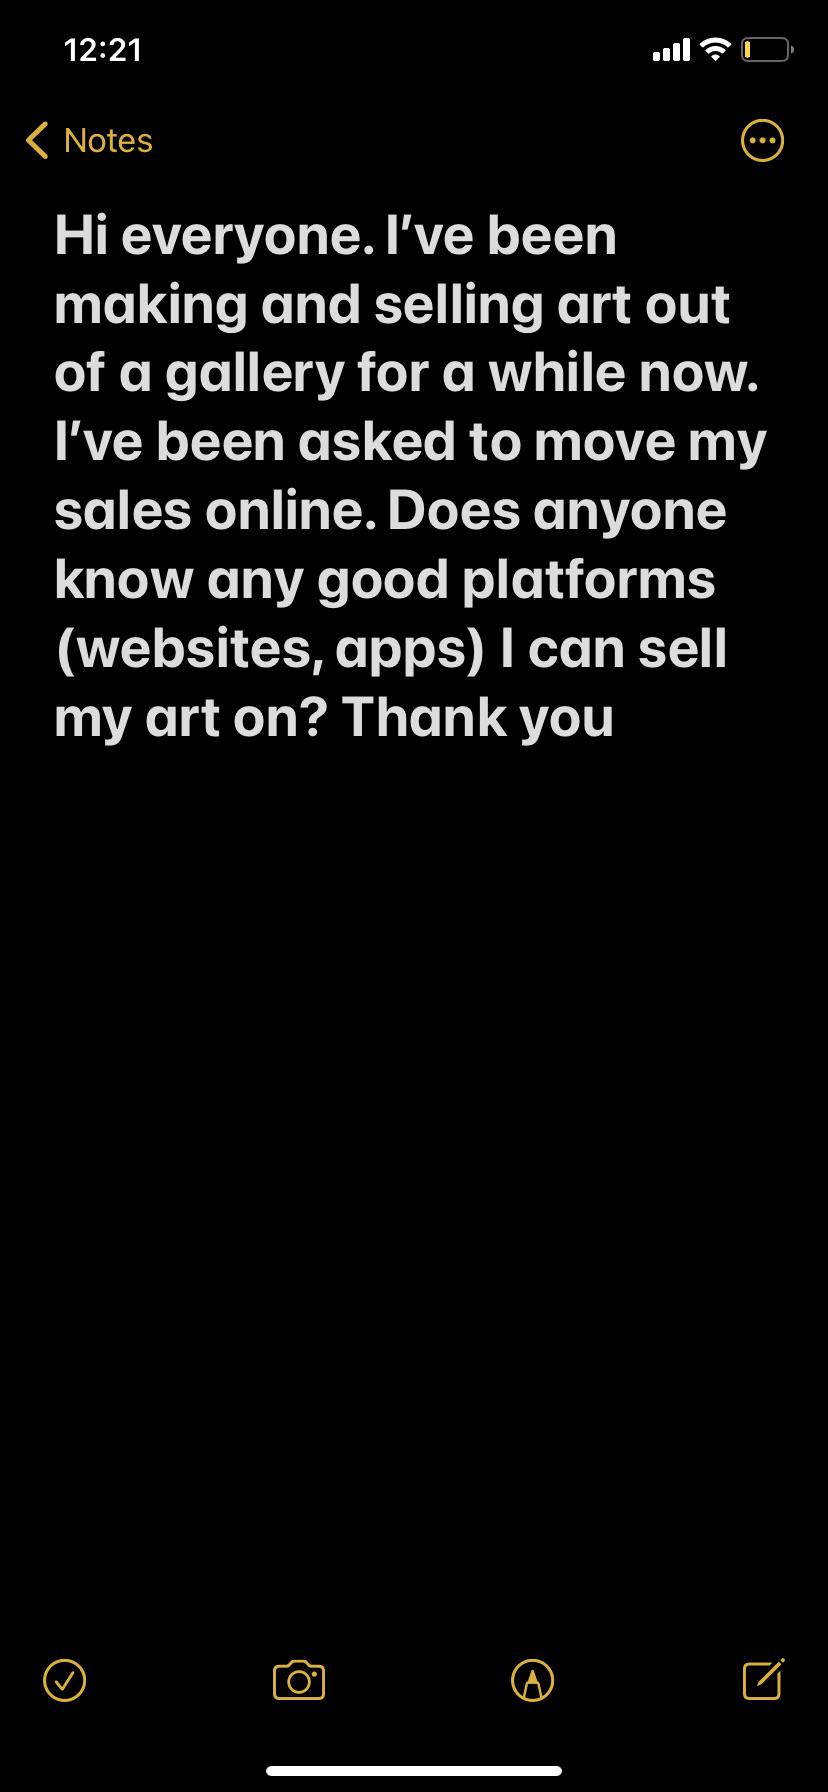 12:21
Notes
Hi everyone. I’ve been
making and selling art out
of a gallery for a while now.
I’ve been asked to move my
sales online. Does anyone
know any good platforms
(websites, apps) I can sell
my art on? Thank you